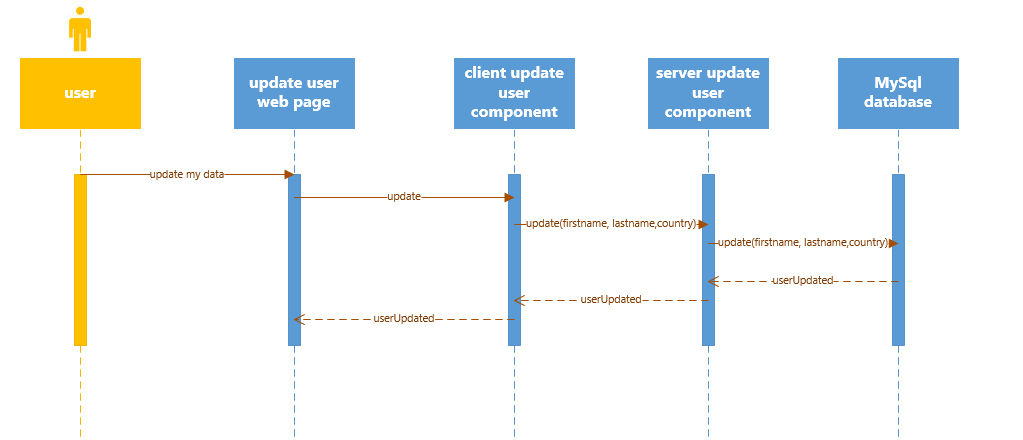 user
update user
web page
client update
user
component
server update
user
component
MySql
database
update my data
update
update(firstname, lastname,country)
update(firstname, lastname,country)
userUpdated
userUpdated
userUpdated